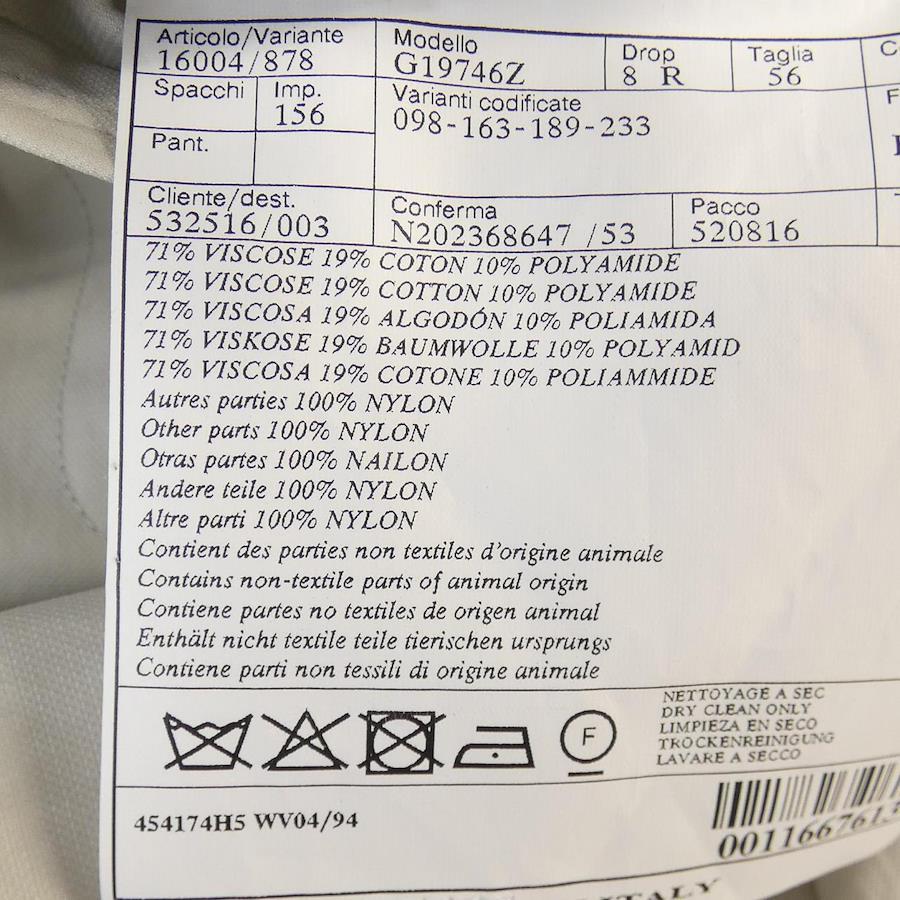 Articolo/Variante Modello Drop Taglia
16004/878 G19746Z 8 R 56
Spacchi Imp. Varianti codificate
156 098-163-189-233
Pant.
Cliente/dest. Conferma Pacco
532516/003 N202368647 /53 520816
71% VISCOSE 19% COTON 10% POLYAMIDE
71% VISCOSE 19% COTTON 10% POLYAMIDE
71% VISCOSA 19% ALGODÓN 10% POLIAMIDA
71% VISKOSE 19% BAUMWOLLE 10% POLYAMID
71% VISCOSA 19% COTONE 10% POLIAMMIDE
Autres parties 100% NYLON
Other parts 100% NYLON
Otras partes 100% NAILON
Andere teile 100% NYLON
Altre parti 100% NYLON
Contient des parties non textiles d'origine animale
Contains non-textile parts of animal origin
Contiene partes no textiles de origen animal
Enthält nicht textile teile tierischen ursprungs
Contiene parti non tessili di origine animale
F
NETTOYAGE A SEC
DRY CLEAN ONLY
LIMPIEZA EN SECO
TROCKENREINIGUNG
LAVARE A SECCO
454174H5 WV04/94
0011667613
ITALY